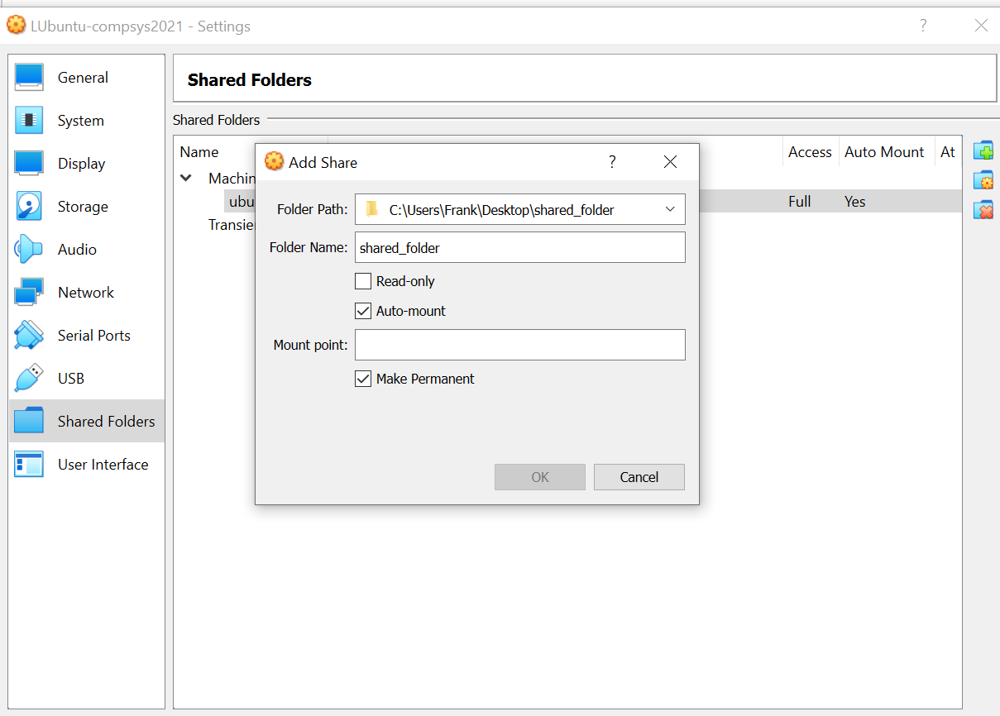 LUbuntu-compsys2021 - Settings
?
General
System
Display
Storage
Audio
Network
Serial Ports
USB
Shared Folders
User Interface
Shared Folders
Shared Folders
Name
Access
Auto Mount
At
Machin
ubu
Full
Yes
Transie
Add Share
?
Folder Path:
C:\Users\Frank\Desktop\shared_folder
Folder Name:
shared_folder
Read-only
Auto-mount
Mount point:
Make Permanent
OK
Cancel